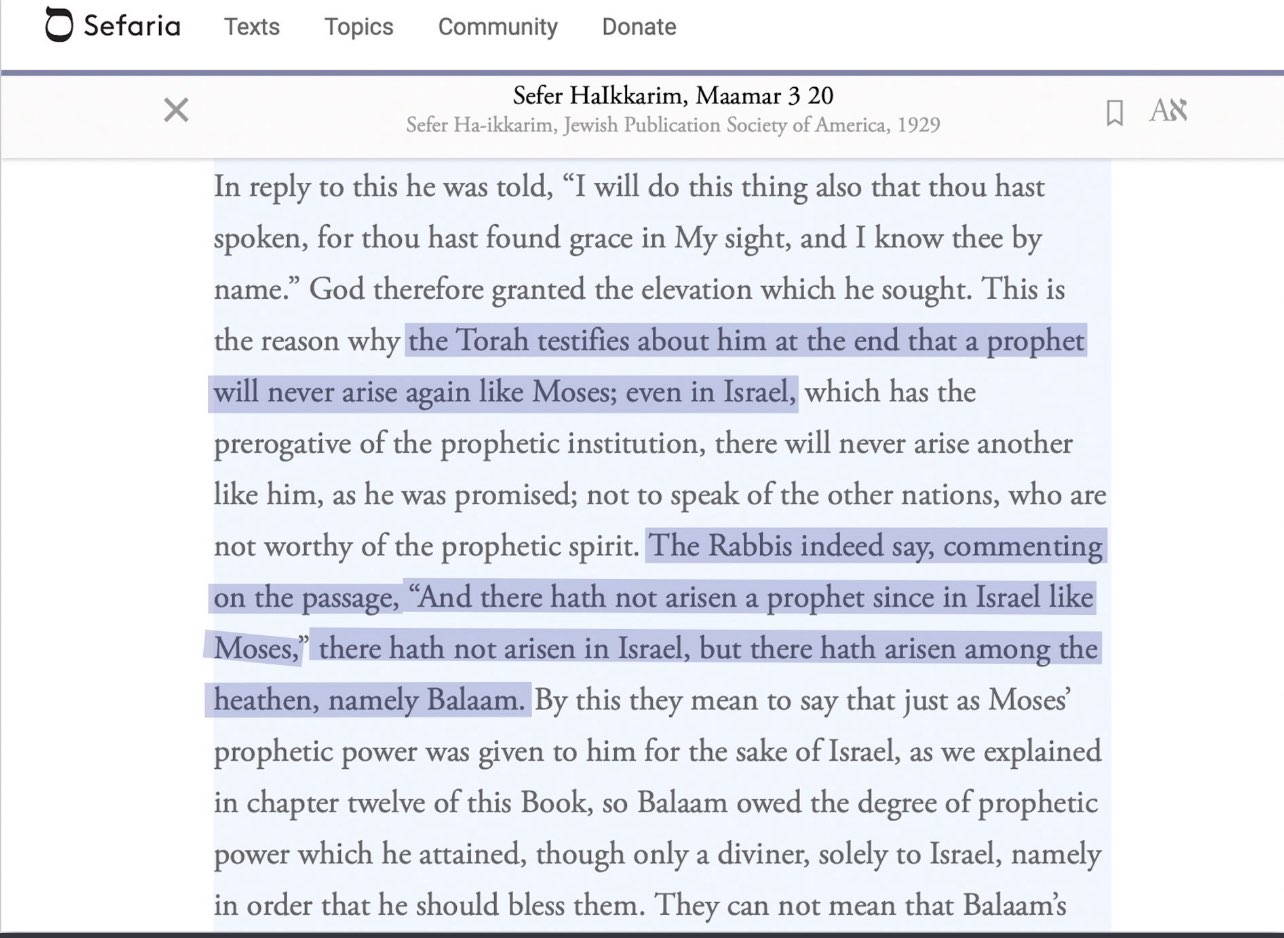 Sefaria Texts Topics Community Donate
Sefer HaIkkarim, Maamar 3 20
Sefer Ha-ikkarim, Jewish Publication Society of America, 1929
Aא
In reply to this he was told, “I will do this thing also that thou hast
spoken, for thou hast found grace in My sight, and I know thee by
name.” God therefore granted the elevation which he sought. This is
the reason why the Torah testifies about him at the end that a prophet
will never arise again like Moses; even in Israel, which has the
prerogative of the prophetic institution, there will never arise another
like him, as he was promised; not to speak of the other nations, who are
not worthy of the prophetic spirit. The Rabbis indeed say, commenting
on the passage, “And there hath not arisen a prophet since in Israel like
Moses,” there hath not arisen in Israel, but there hath arisen among the
heathen, namely Balaam. By this they mean to say that just as Moses’
prophetic power was given to him for the sake of Israel, as we explained
in chapter twelve of this Book, so Balaam owed the degree of prophetic
power which he attained, though only a diviner, solely to Israel, namely
in order that he should bless them. They can not mean that Balaam’s